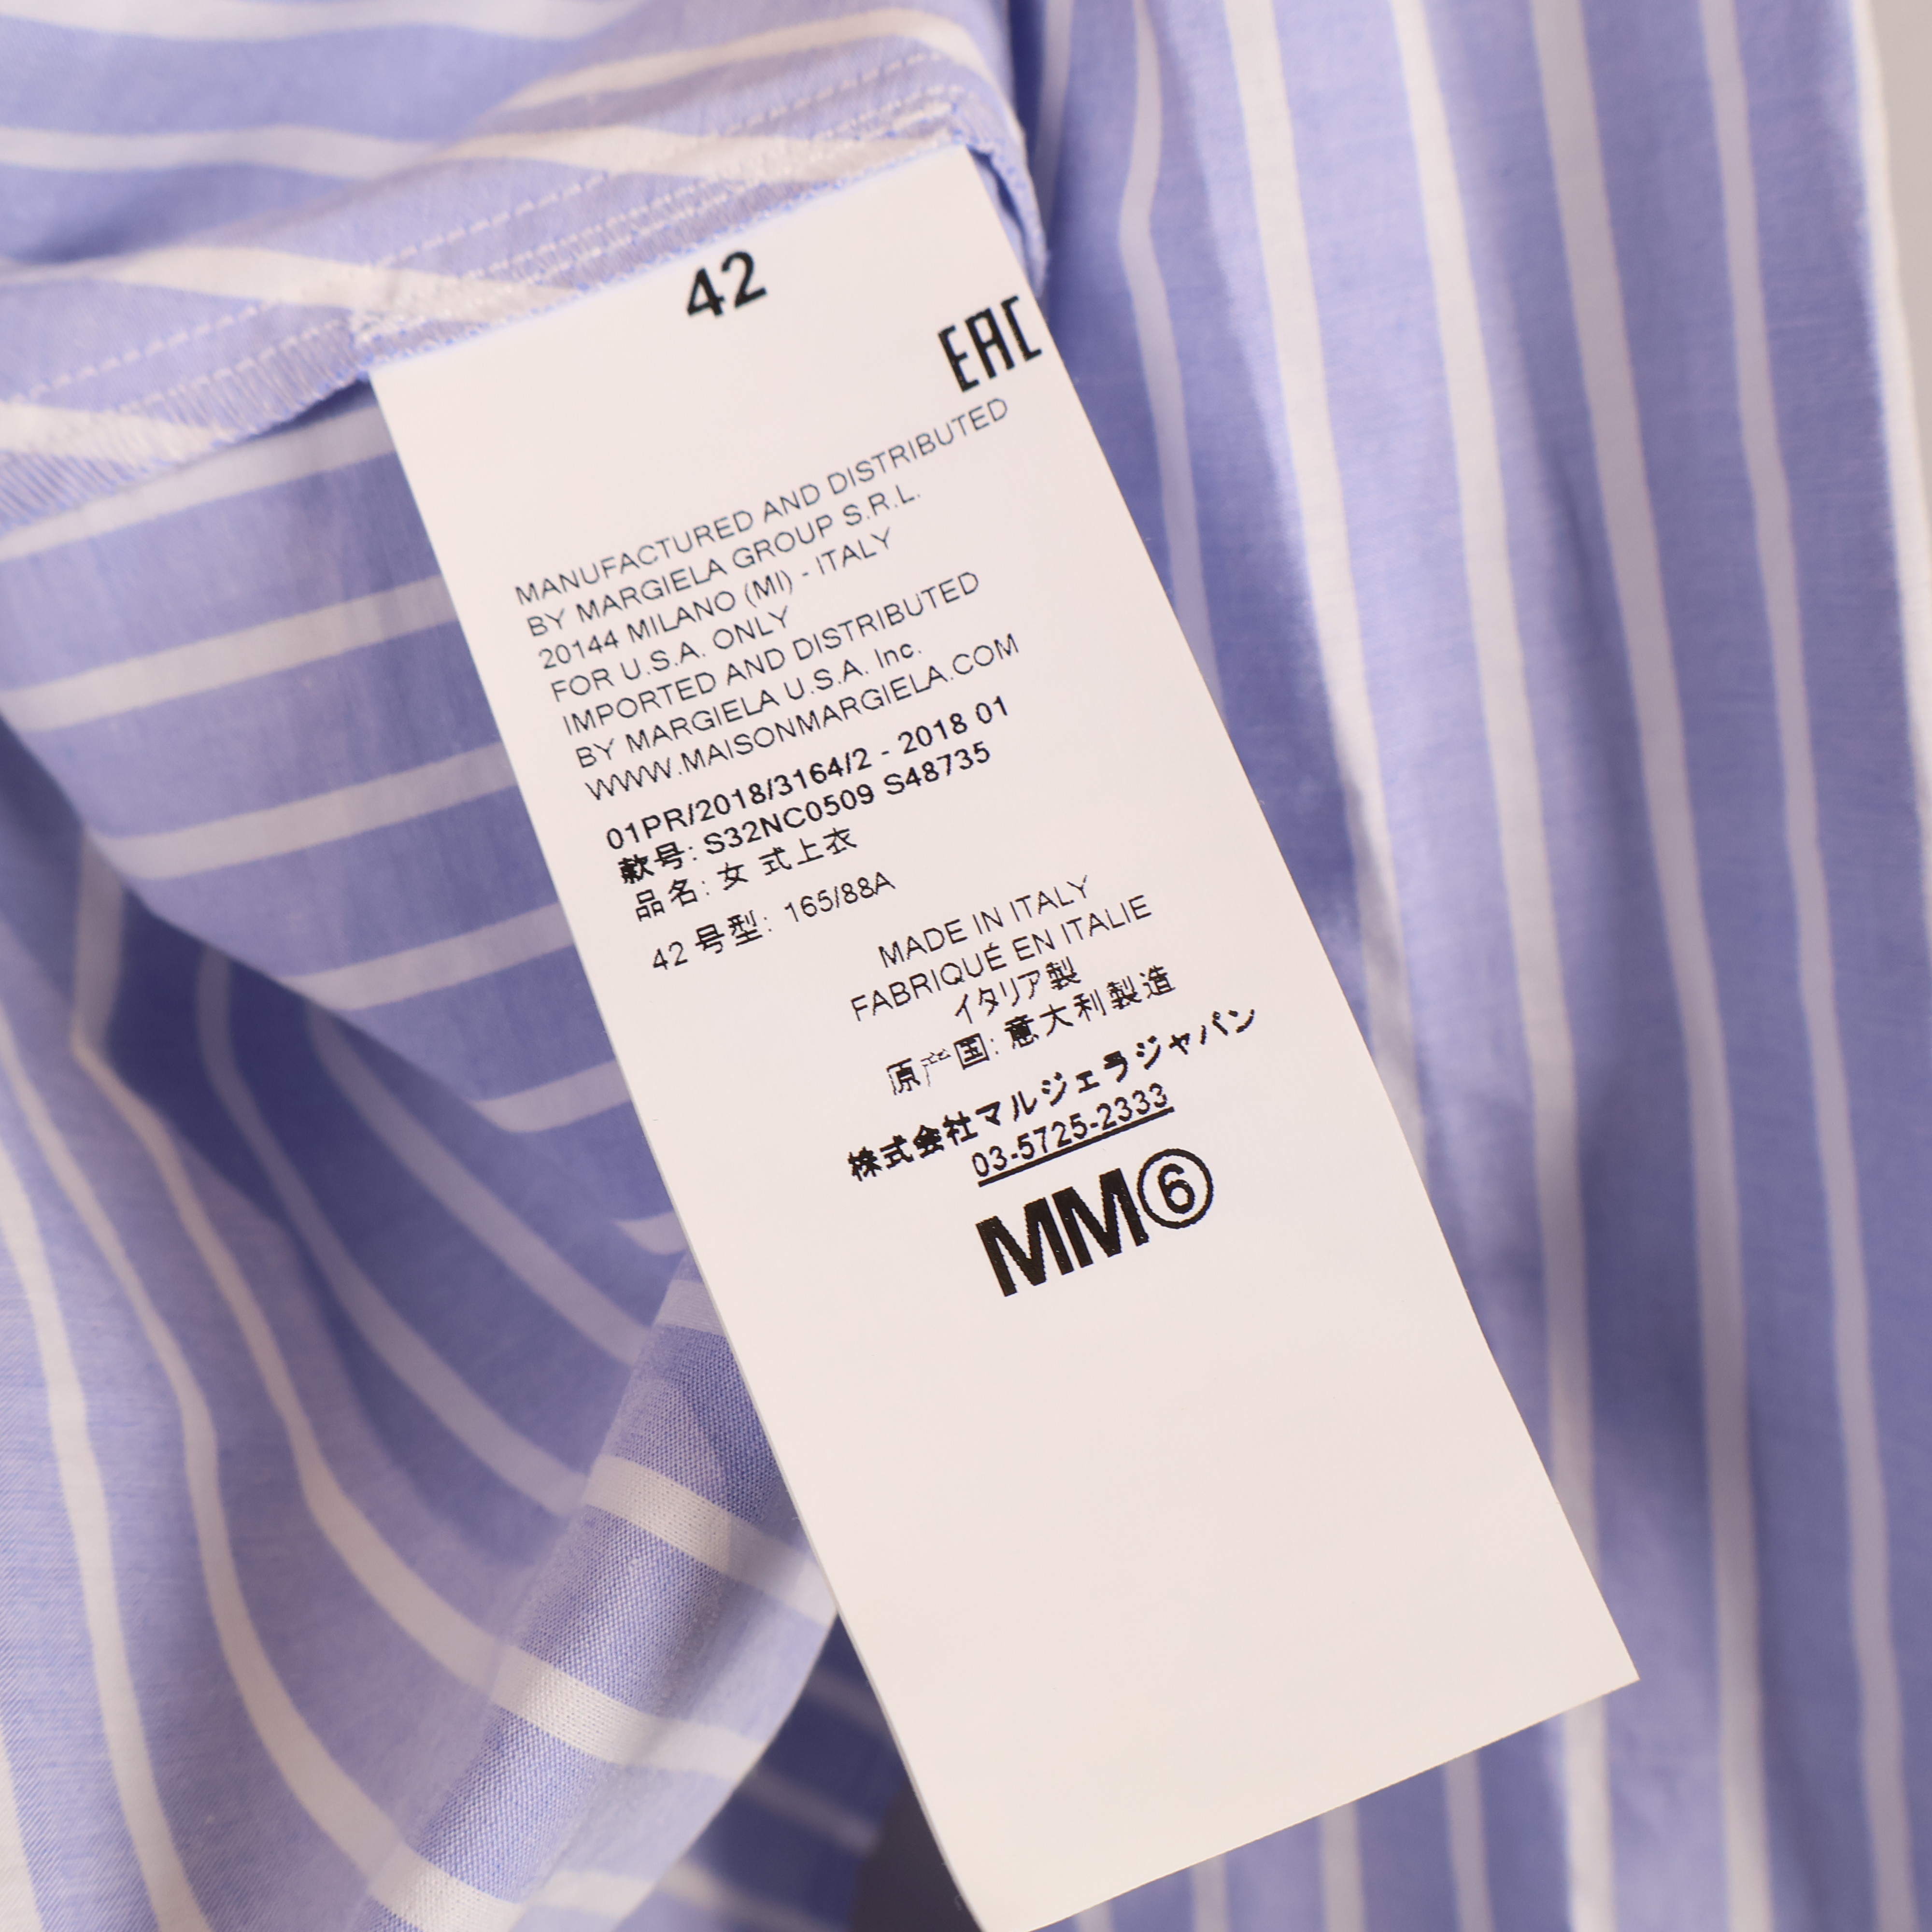 42
EAC
MANUFACTURED AND DISTRIBUTED
BY MARGIELA GROUP S.R.L.
20144 MILANO (MI) - ITALY
FOR U.S.A. ONLY
IMPORTED AND DISTRIBUTED
BY MARGIELA U.S.A. Inc.
WWW.MAISONMARGIELA.COM
01PR/2018/3164/2 - 2018 01
款号: S32NC0509 S48735
品名: 女 式上衣
42 号型: 165/88A
MADE IN ITALY
FABRIQUÉ EN ITALIE
イタリア製
原产国: 意大利製造
株式会社マルジェラジャパン
03-5725-2333
MM⑥